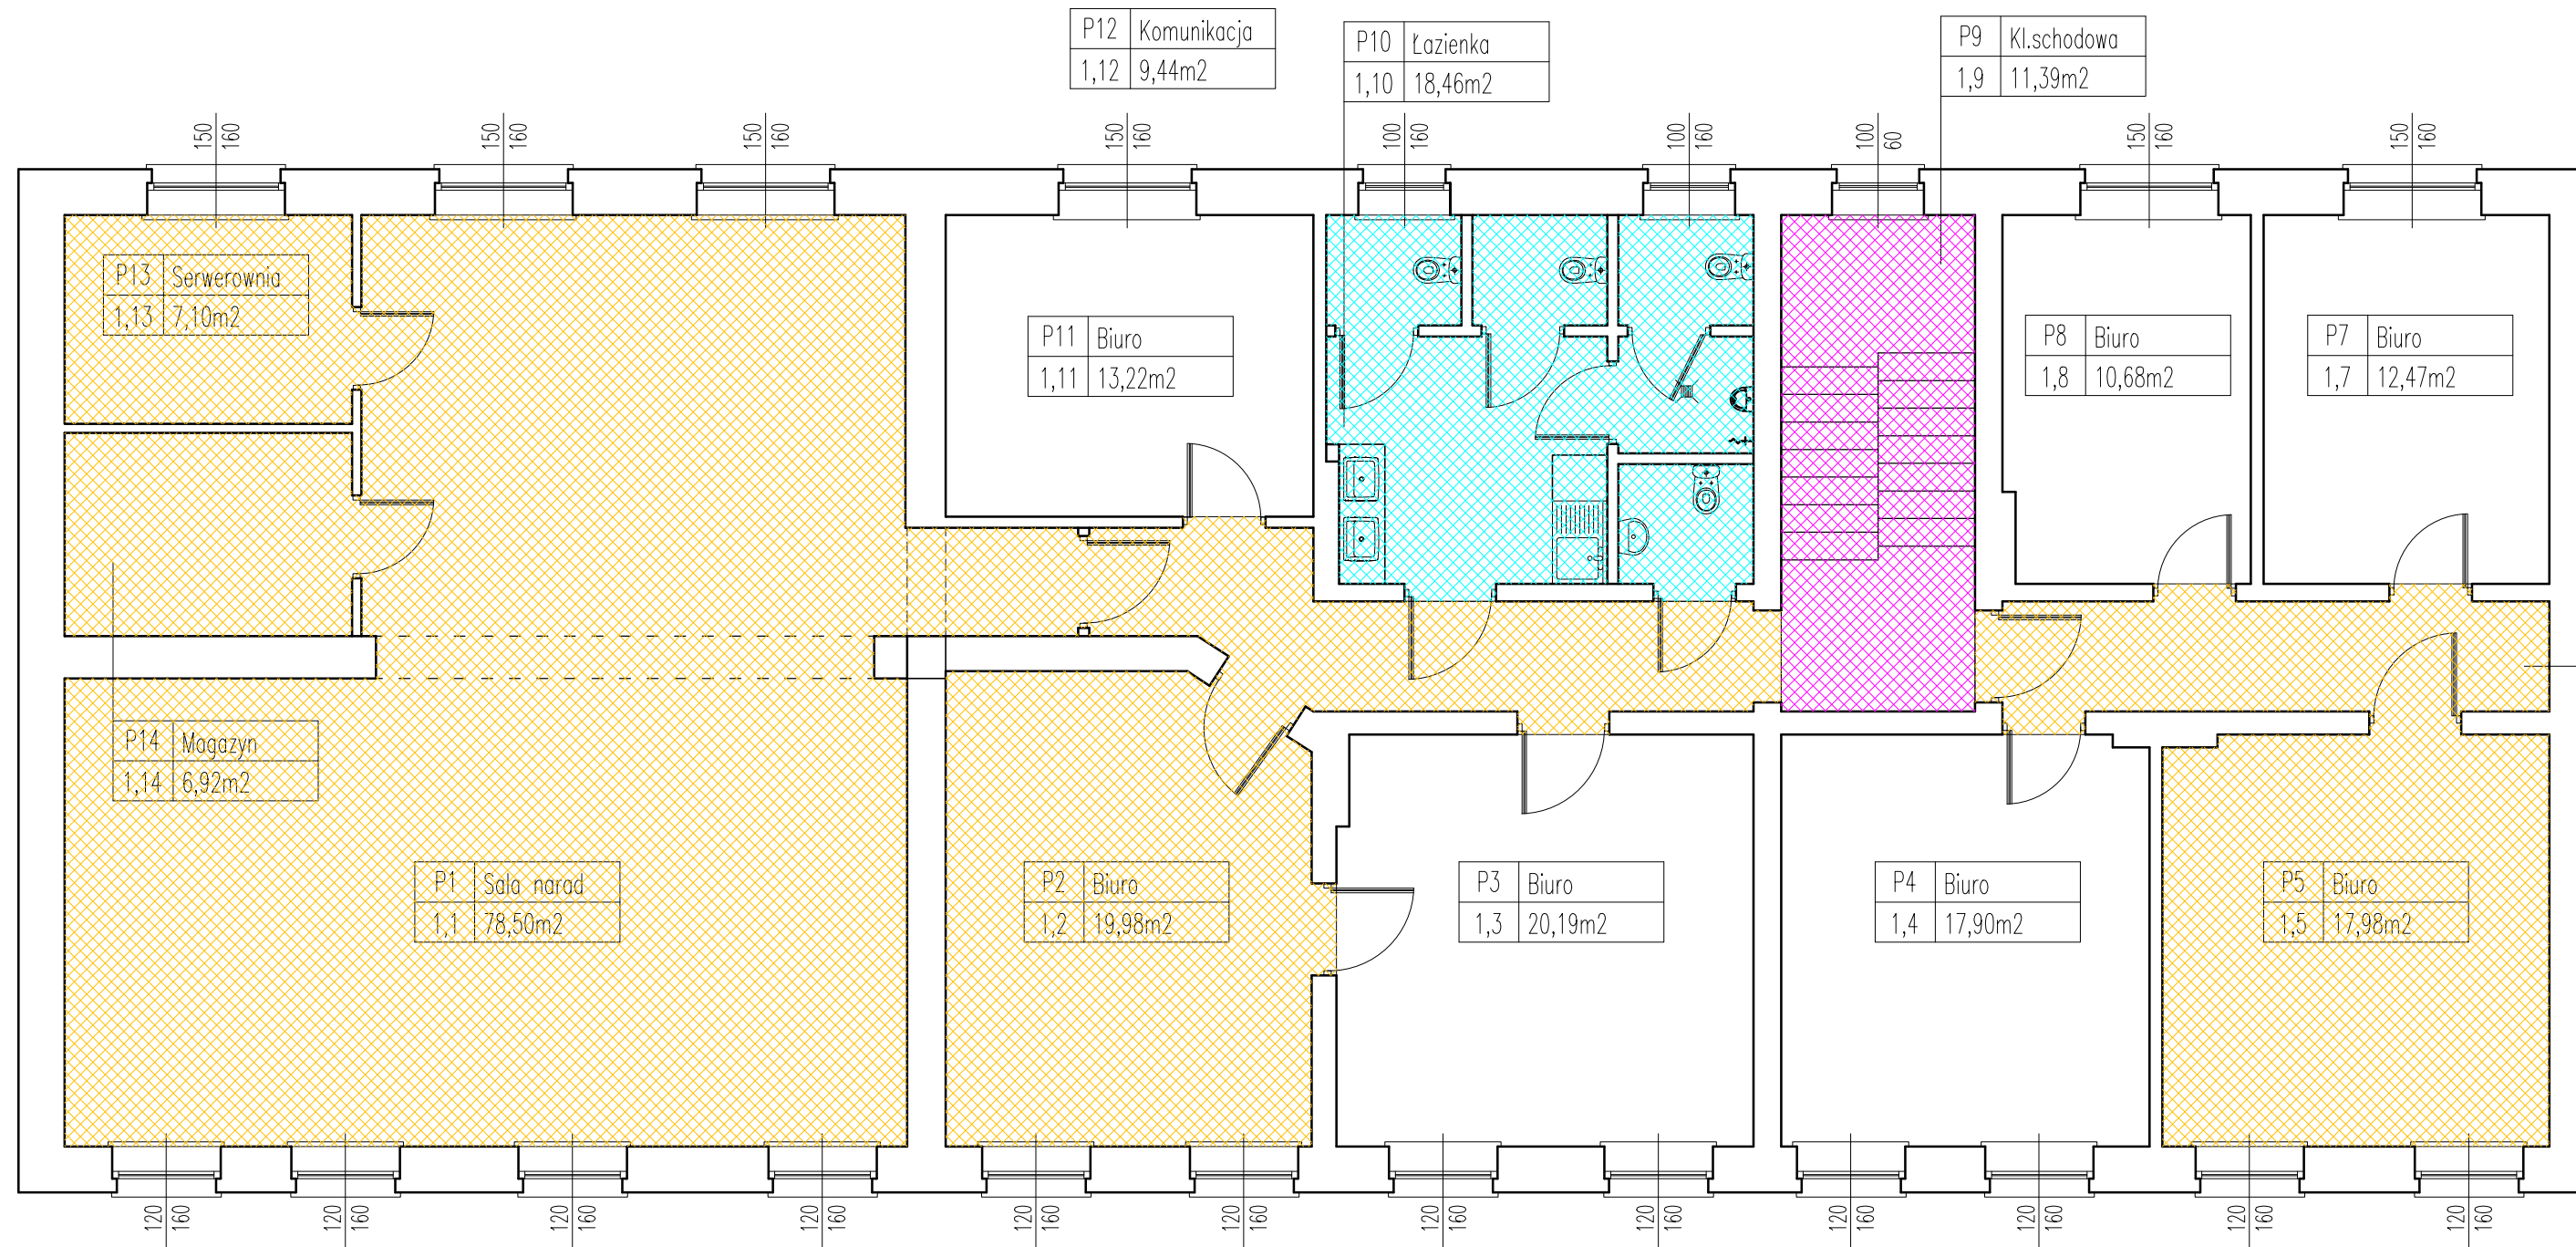 P12 Komunikacja
1,12 9,44m2
P10 Łazienka
1,10 18,46m2
P9 Kl.schodowa
1,9 11,39m2
150 160
150 160
150 160
150 160
100 160
100 160
100 60
150 160
150 160
P13 Serwerownia
1,13 7,10m2
P11 Biuro
1,11 13,22m2
P8 Biuro
1,8 10,68m2
P7 Biuro
1,7 12,47m2
P14 Magazyn
1,14 6,92m2
P1 Sala narad
1,1 78,50m2
P2 Biuro
1,2 19,98m2
P3 Biuro
1,3 20,19m2
P4 Biuro
1,4 17,90m2
P5 Biuro
1,5 17,98m2
120 160
120 160
120 160
120 160
120 160
120 160
120 160
120 160
120 160
120 160
120 160
120 160